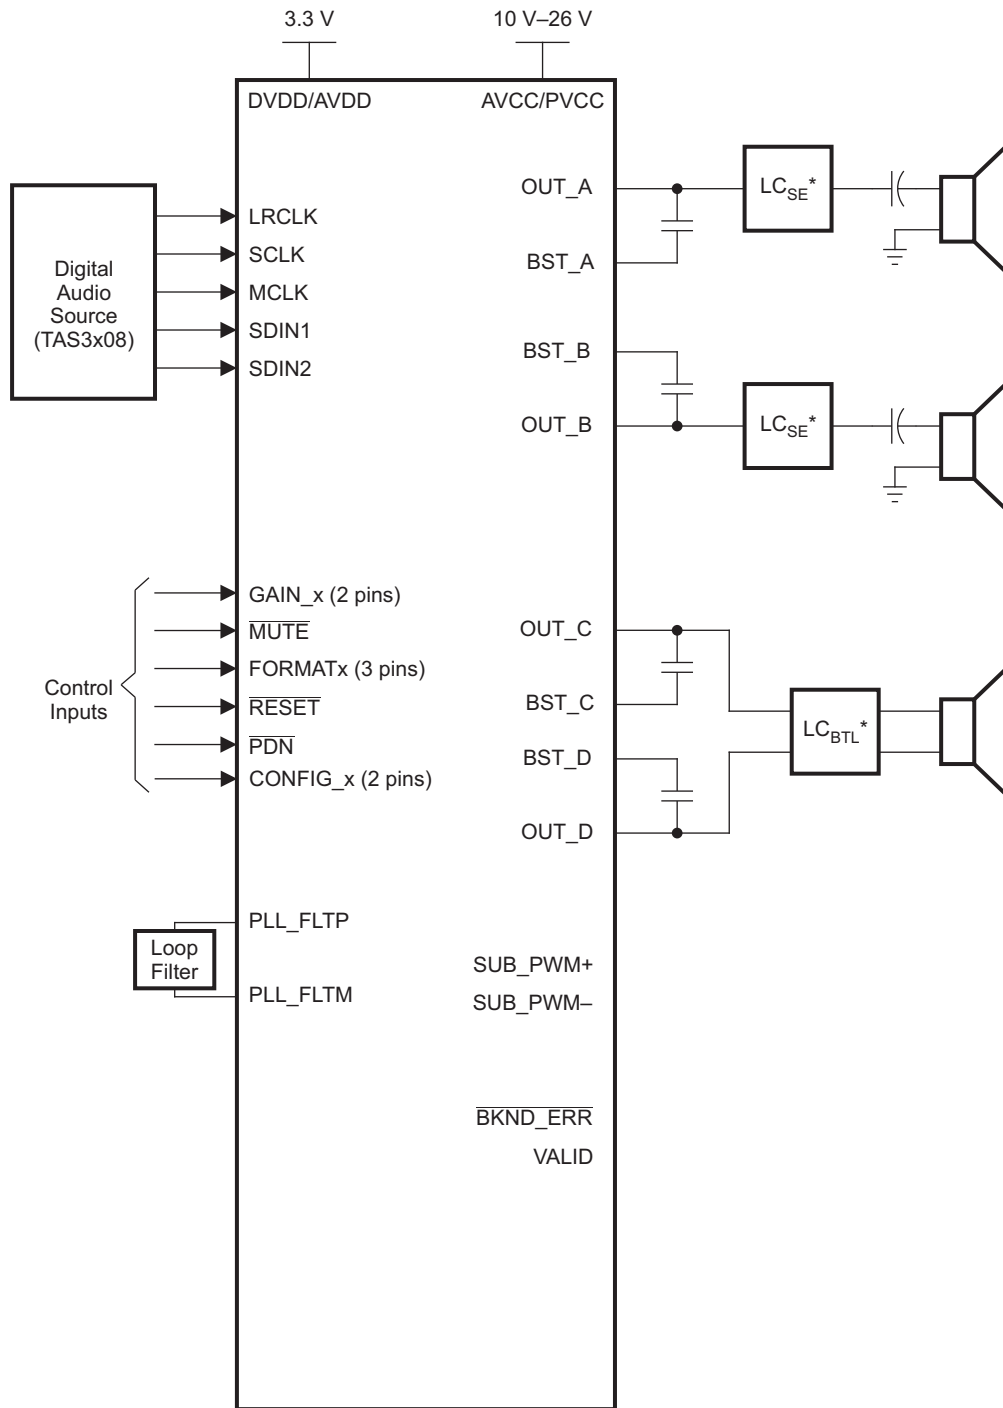 3.3 V
10 V–26 V
DVDD/AVDD
AVCC/PVCC
Digital
Audio
Source
(TAS3x08)
LRCLK
SCLK
MCLK
SDIN1
SDIN2
OUT_A
BST_A
LCSE*
BST_B
OUT_B
LCSE*
Control
Inputs
GAIN_x (2 pins)
MUTE
FORMATx (3 pins)
RESET
PDN
CONFIG_x (2 pins)
OUT_C
BST_C
BST_D
OUT_D
LCBTL*
PLL_FLTP
Loop
Filter
PLL_FLTM
SUB_PWM+
SUB_PWM–
BKND_ERR
VALID